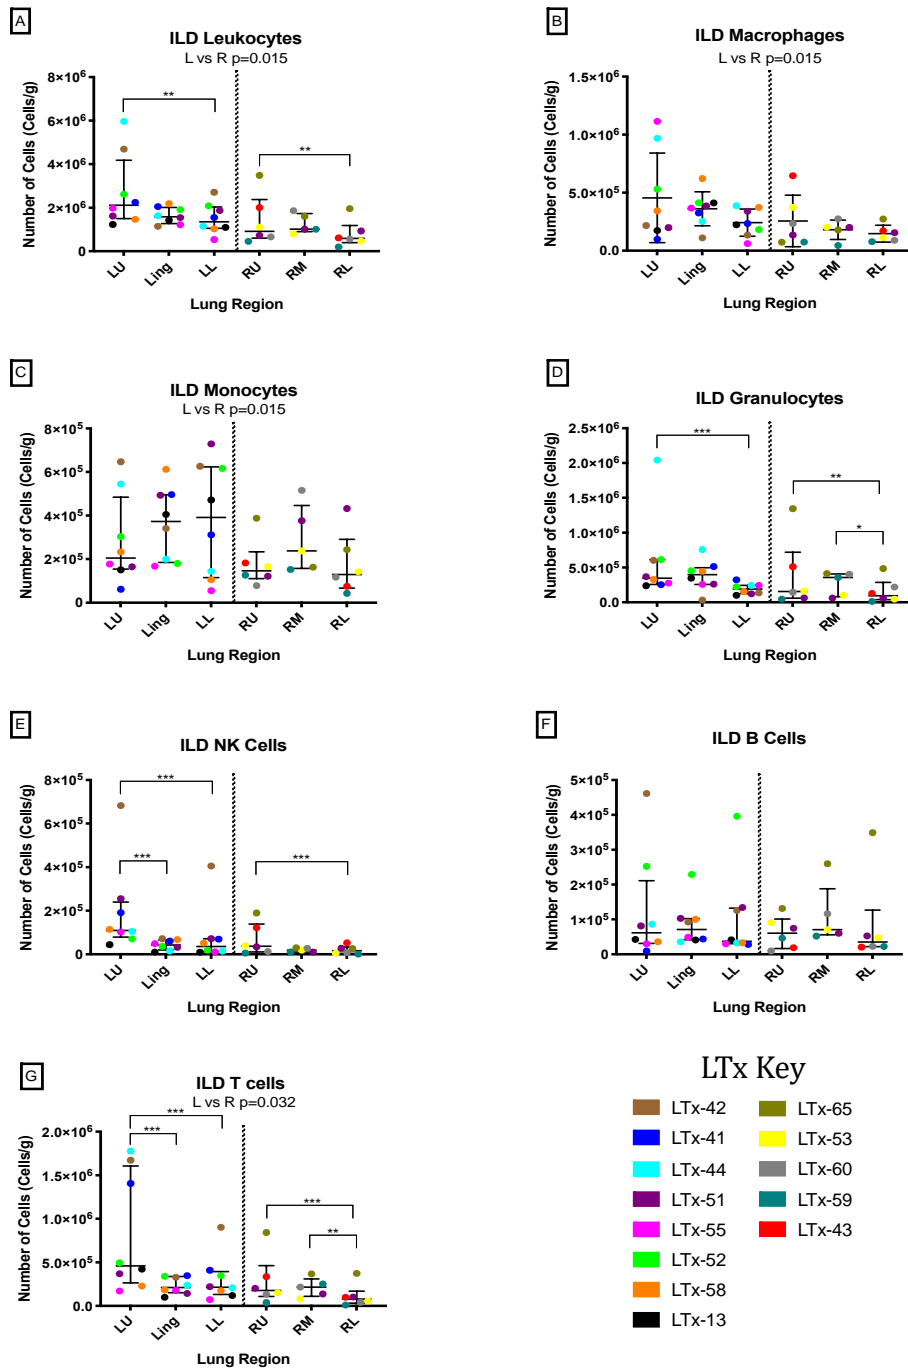 A
ILD Leukocytes
L vs R p=0.015
Number of Cells (Cells/g)
8×10⁶
6×10⁶
4×10⁶
2×10⁶
0
**
**
LU
Ling
LL
RU
RM
RL
Lung Region
B
ILD Macrophages
L vs R p=0.015
Number of Cells (Cells/g)
1.5×10⁶
1.0×10⁶
5.0×10⁵
0.0
LU
Ling
LL
RU
RM
RL
Lung Region
C
ILD Monocytes
L vs R p=0.015
Number of Cells (Cells/g)
8×10⁵
6×10⁵
4×10⁵
2×10⁵
0
LU
Ling
LL
RU
RM
RL
Lung Region
D
ILD Granulocytes
Number of Cells (Cells/g)
2.5×10⁶
2.0×10⁶
1.5×10⁶
1.0×10⁶
5.0×10⁵
0.0
***
**
*
LU
Ling
LL
RU
RM
RL
Lung Region
E
ILD NK Cells
Number of Cells (Cells/g)
8×10⁵
6×10⁵
4×10⁵
2×10⁵
0
***
***
***
LU
Ling
LL
RU
RM
RL
Lung Region
F
ILD B Cells
Number of Cells (Cells/g)
5×10⁵
4×10⁵
3×10⁵
2×10⁵
1×10⁵
0
LU
Ling
LL
RU
RM
RL
Lung Region
G
ILD T cells
L vs R p=0.032
Number of Cells (Cells/g)
2.0×10⁶
1.5×10⁶
1.0×10⁶
5.0×10⁵
0.0
***
***
***
**
LU
Ling
LL
RU
RM
RL
Lung Region
LTx Key
LTx-42
LTx-41
LTx-44
LTx-51
LTx-55
LTx-52
LTx-58
LTx-13
LTx-65
LTx-53
LTx-60
LTx-59
LTx-43